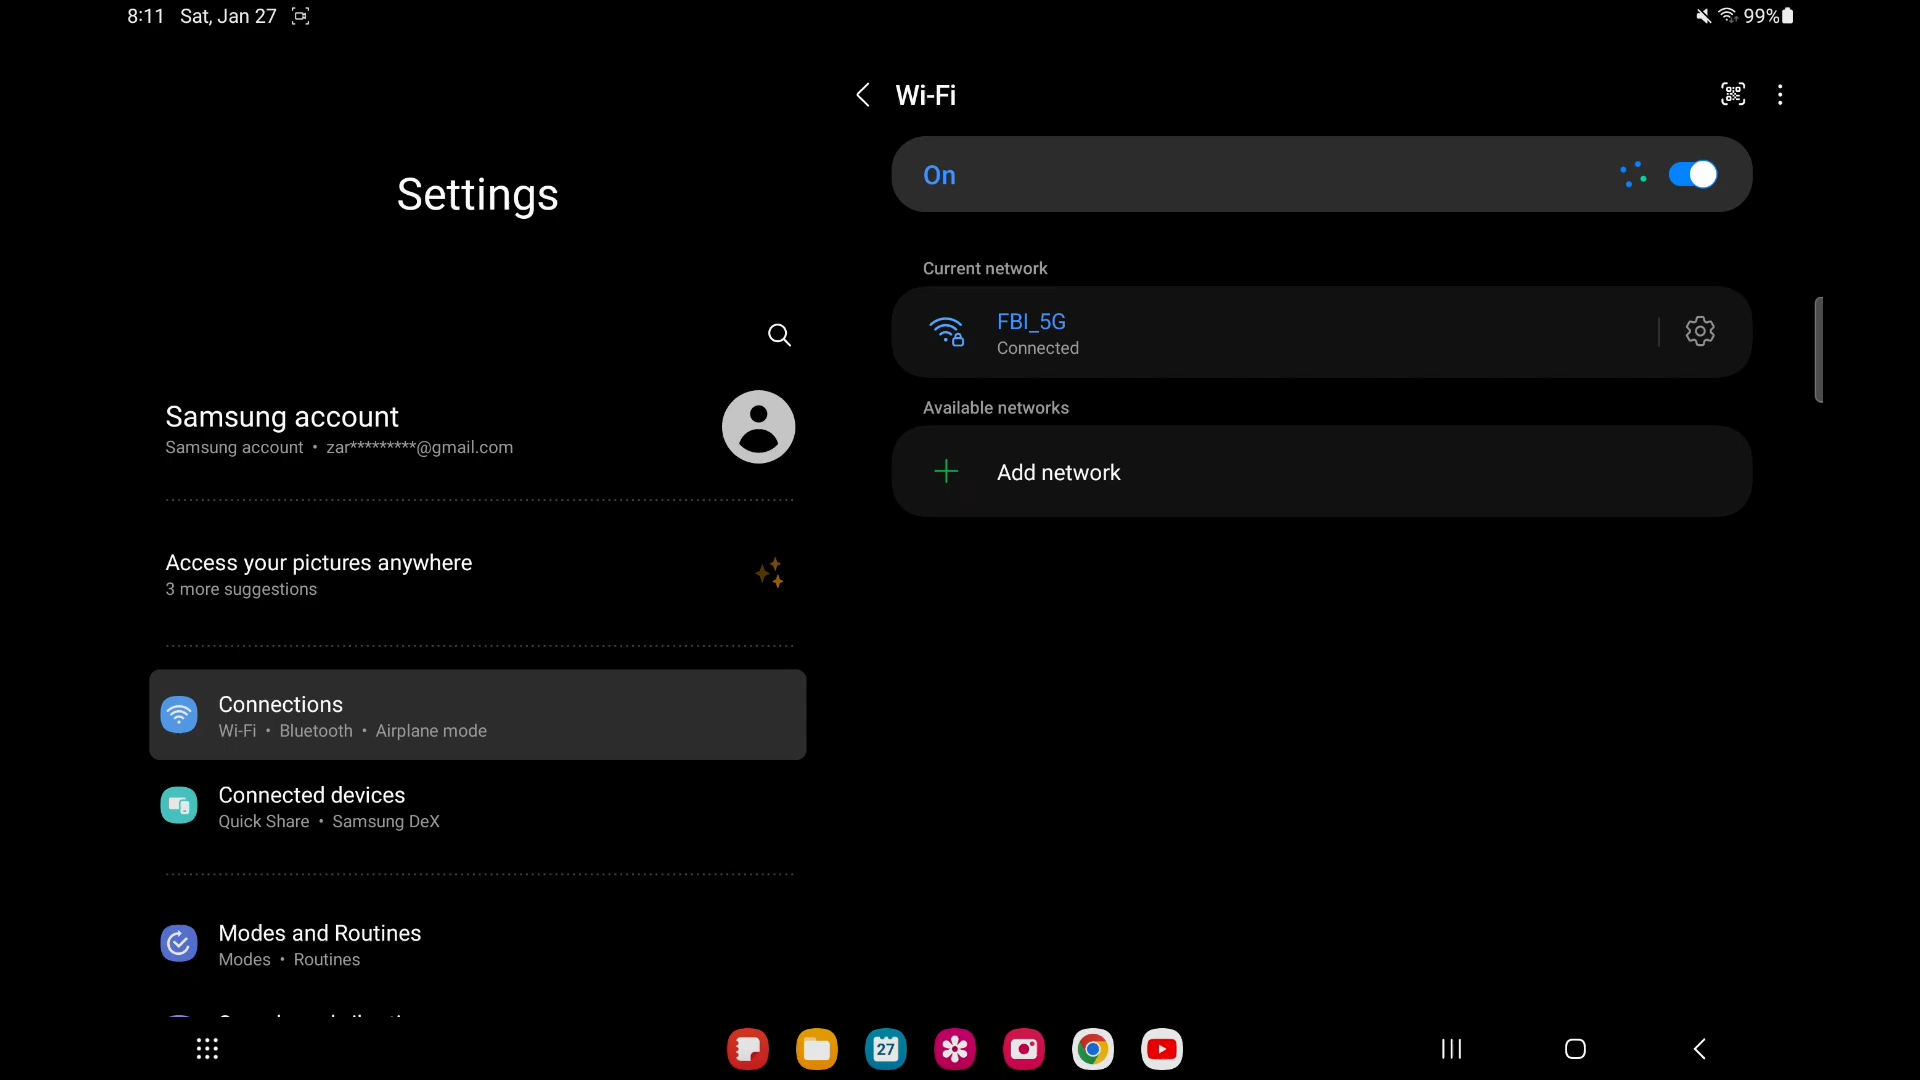 8:11 Sat, Jan 27
99%
Settings
Samsung account
Samsung account • zar*********@gmail.com
Access your pictures anywhere
3 more suggestions
Connections
Wi-Fi • Bluetooth • Airplane mode
Connected devices
Quick Share • Samsung DeX
Modes and Routines
Modes • Routines
Wi-Fi
On
Current network
FBI_5G
Connected
Available networks
Add network
27